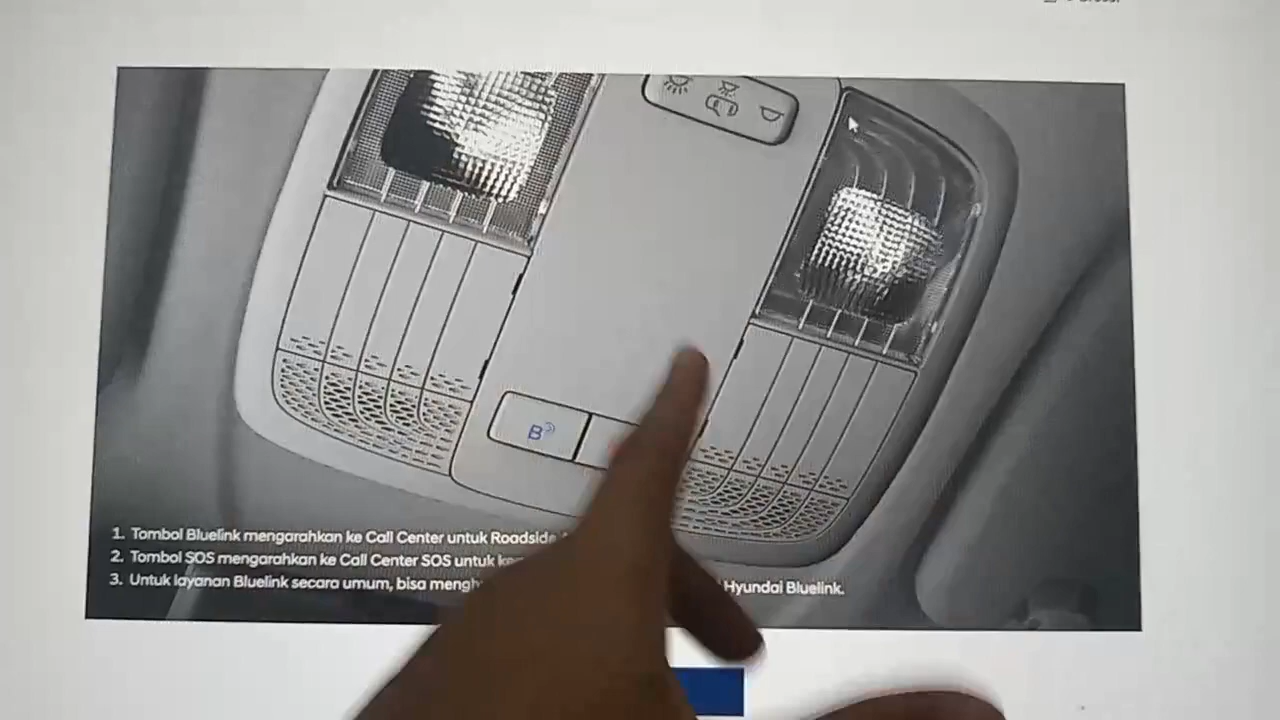 B
1. Tombol Bluelink mengarahkan ke Call Center untuk Roadside
2. Tombol SOS mengarahkan ke Call Center SOS untuk
3. Untuk layanan Bluelink secara umum, bisa Hyundai Bluelink.